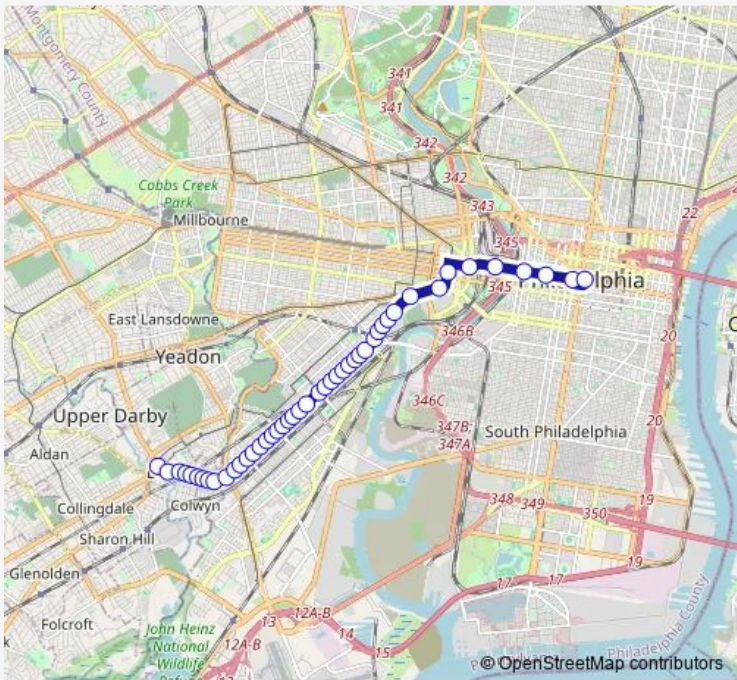 Montgomery County
341
341
342
Cobbs Creek
Park
Millbourne
342
343
345
22
Philadelphia
345
East Lansdowne
346B
20
Yeadon
346C
Upper Darby
347B
347A
South Philadelphia
20
Aldan
348
349
350
19
Collingdale
Colwyn
Sharon Hill
19
Glenolden
17
17
12A-B
13
14
15
Folcroft
John Heinz
National
Wildlife
12A-B
Philadelphia County
© OpenStreetMap contributors